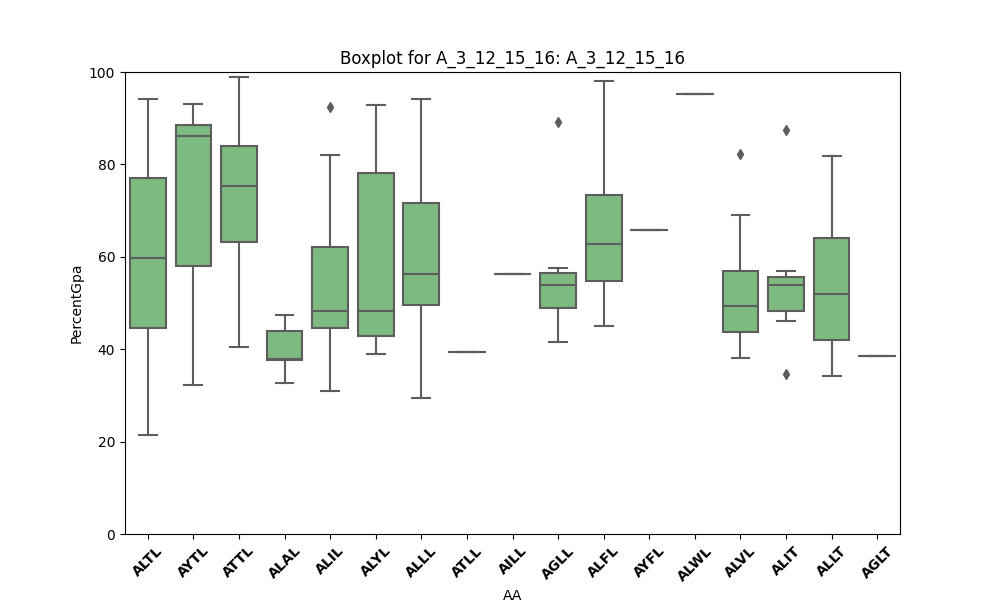 Boxplot for A_3_12_15_16: A_3_12_15_16
100
80
60
40
20
0
PercentGpa
ALTL AYTL ATTL ALAL ALIL ALYL ALLL ATLL AILL AGLL ALFL AYFL ALWL ALVL ALIT ALLT AGLT
AA